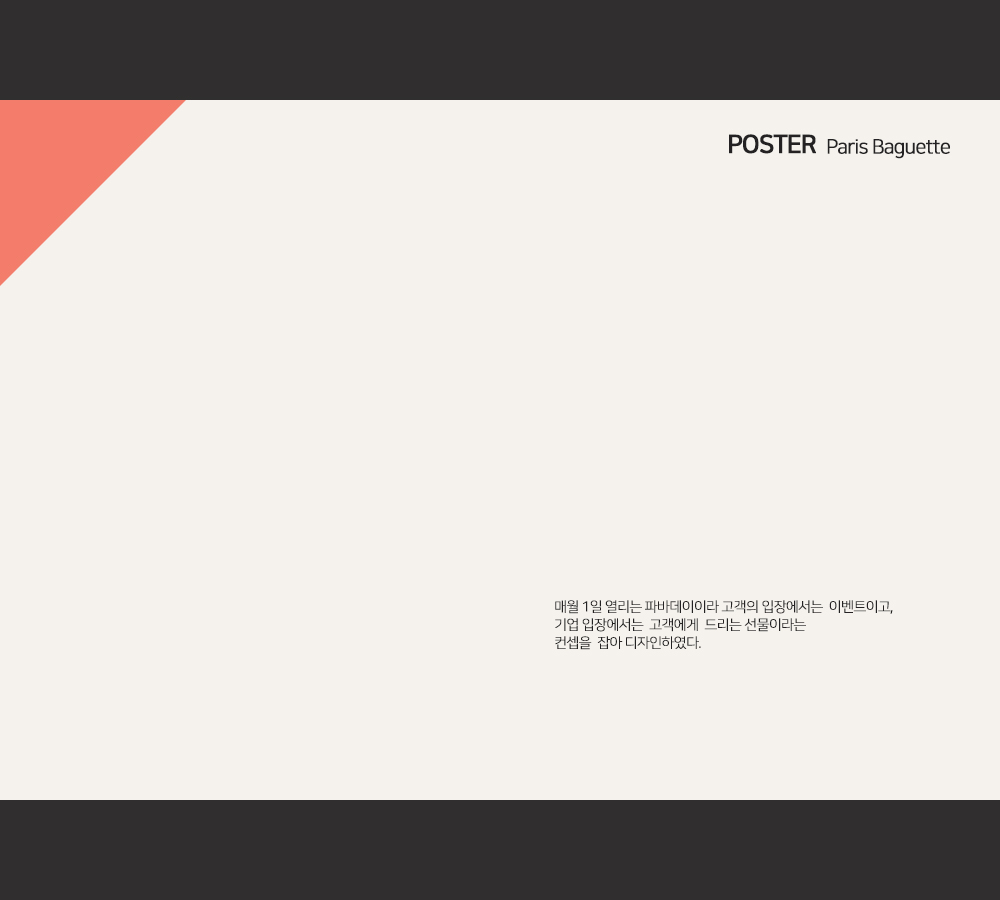 POSTER Paris Baguette
매월 1일 열리는 파바데이이라 고객의 입장에서는 이벤트이고,
기업 입장에서는 고객에게 드리는 선물이라는
컨셉을 잡아 디자인하였다.